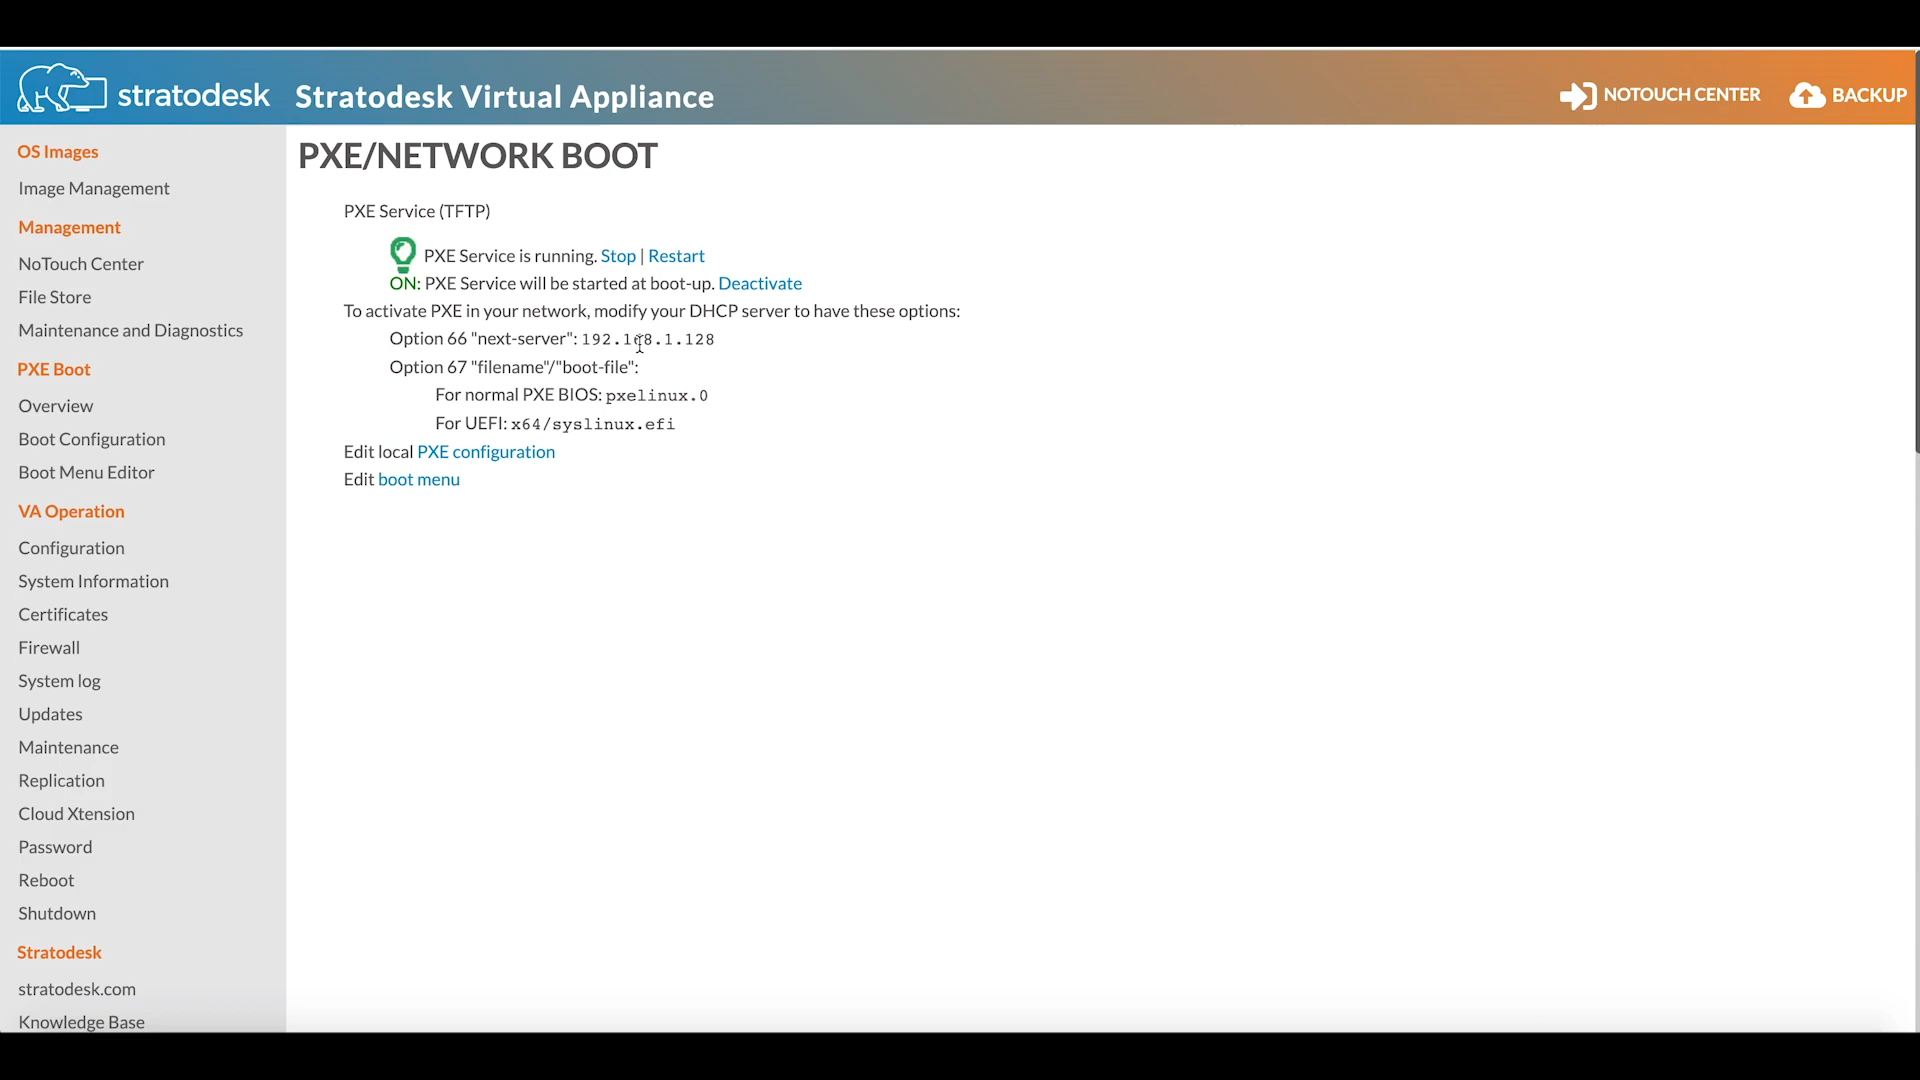 stratodesk
Stratodesk Virtual Appliance
NOTOUCH CENTER
BACKUP
OS Images
Image Management
Management
NoTouch Center
File Store
Maintenance and Diagnostics
PXE Boot
Overview
Boot Configuration
Boot Menu Editor
VA Operation
Configuration
System Information
Certificates
Firewall
System log
Updates
Maintenance
Replication
Cloud Xtension
Password
Reboot
Shutdown
Stratodesk
stratodesk.com
Knowledge Base
PXE/NETWORK BOOT
PXE Service (TFTP)
PXE Service is running. Stop | Restart
ON: PXE Service will be started at boot-up. Deactivate
To activate PXE in your network, modify your DHCP server to have these options:
Option 66 "next-server": 192.168.1.128
Option 67 "filename"/"boot-file":
For normal PXE BIOS: pxelinux.0
For UEFI: x64/syslinux.efi
Edit local PXE configuration
Edit boot menu